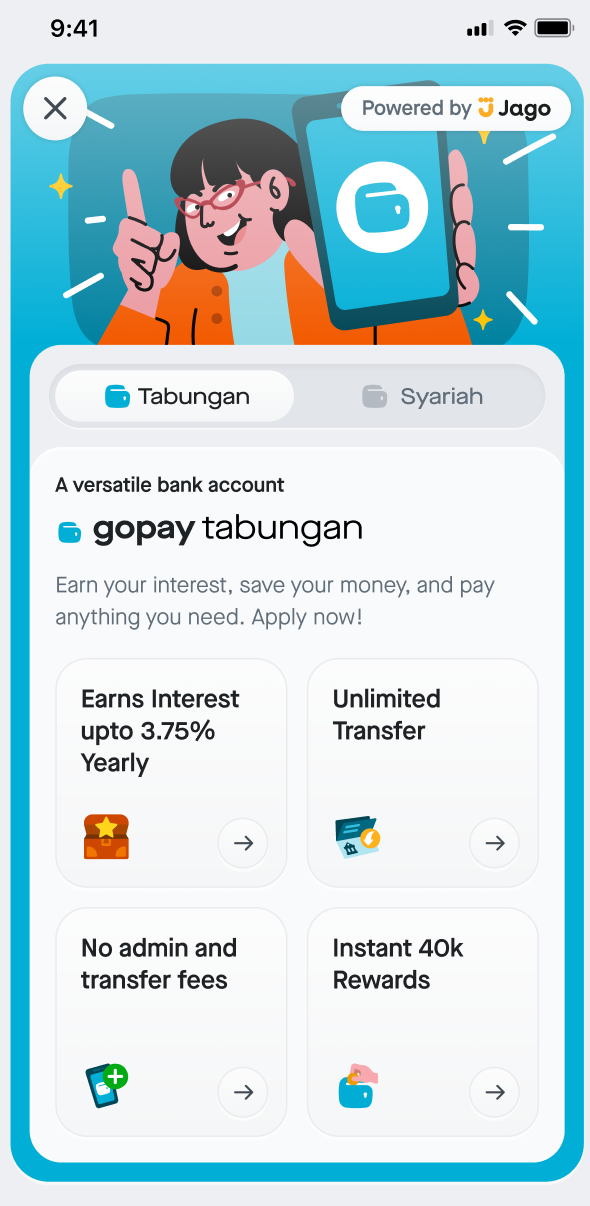 9:41
Powered by Jago
Tabungan
Syariah
A versatile bank account
gopay tabungan
Earn your interest, save your money, and pay
anything you need. Apply now!
Earns Interest
upto 3.75%
Yearly
Unlimited
Transfer
No admin and
transfer fees
Instant 40k
Rewards